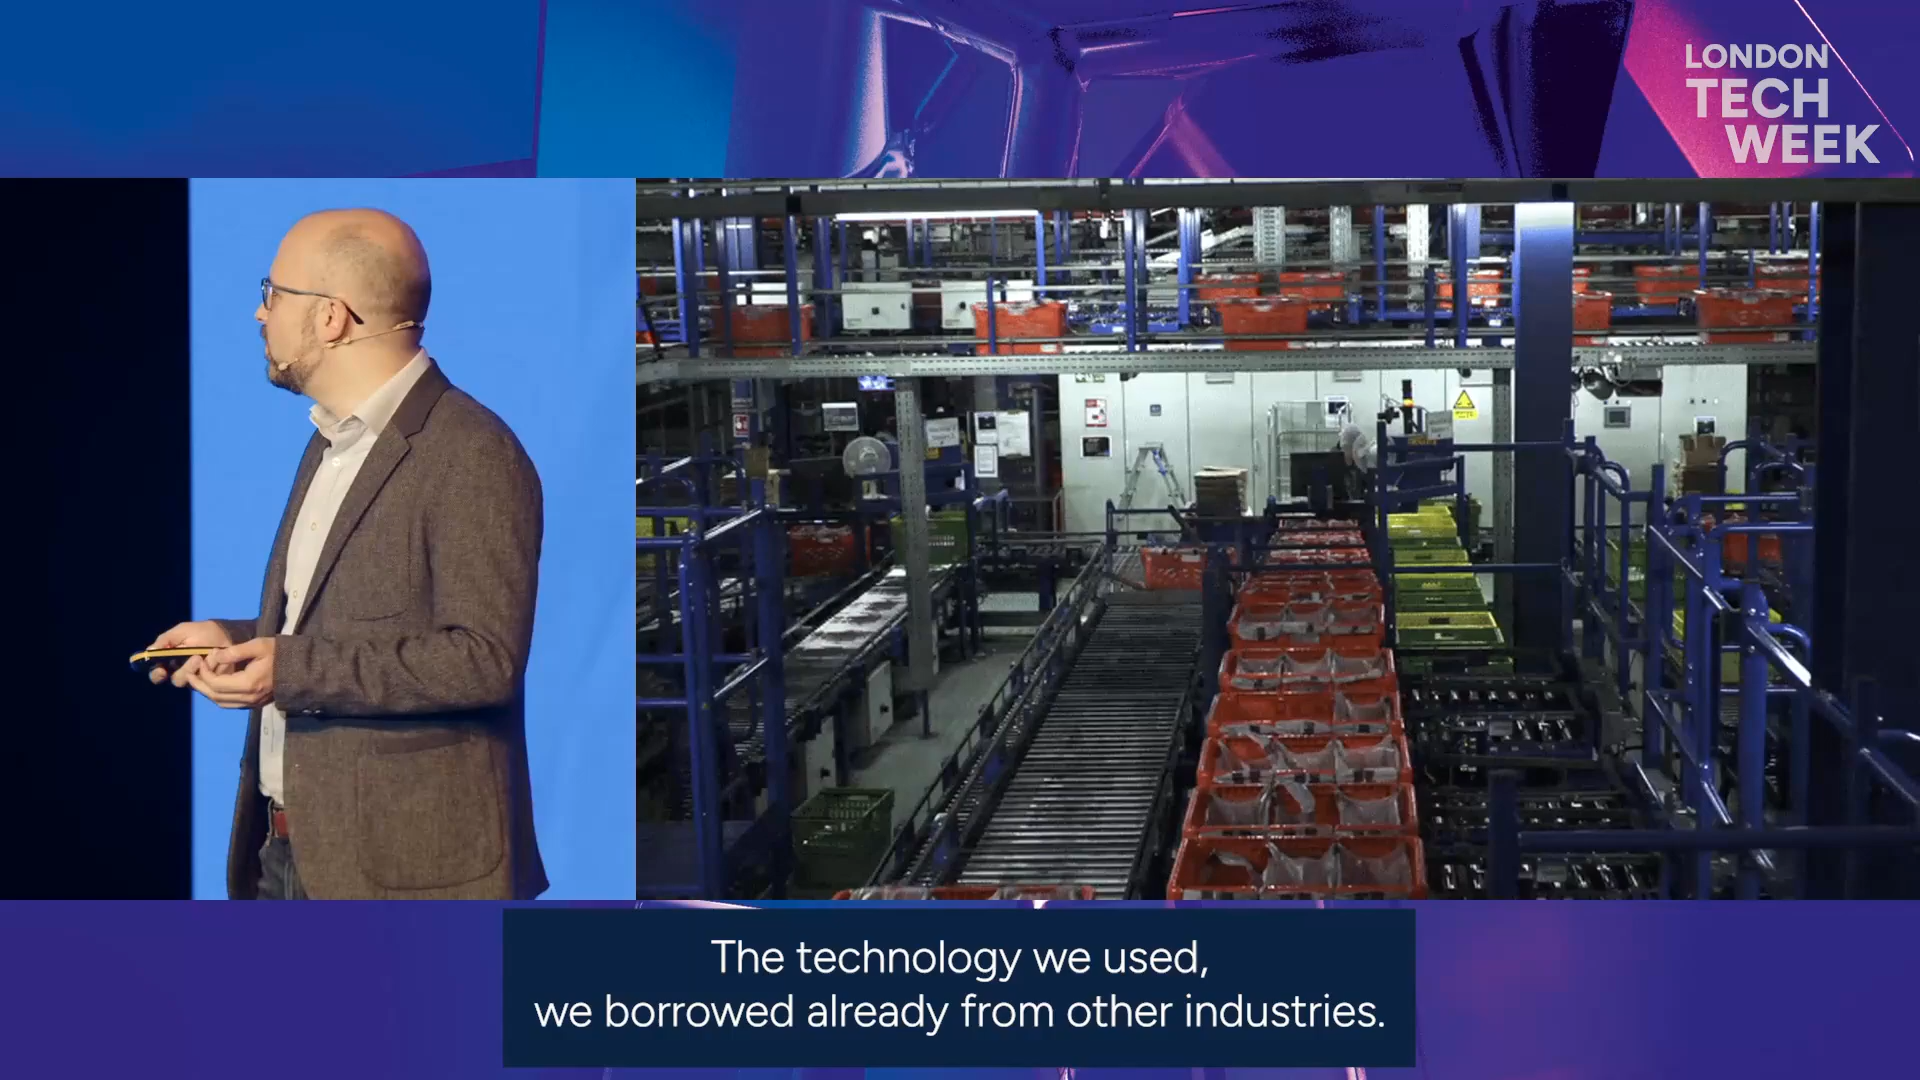 LONDON
TECH
WEEK
The technology we used,
we borrowed already from other industries.